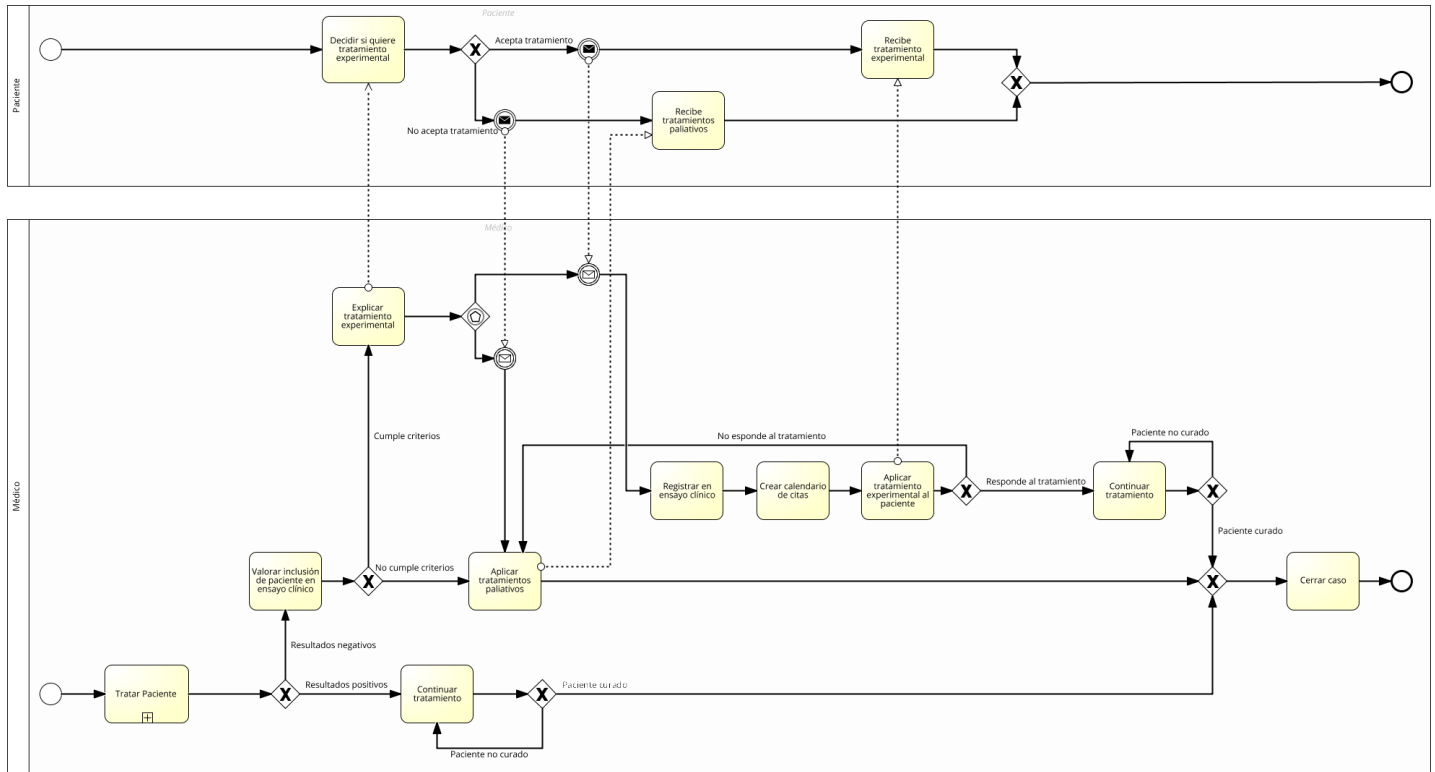 Paciente
Paciente
Decidir si quiere
tratamiento
experimental
Acepta tratamiento
Recibe
tratamiento
experimental
No acepta tratamiento
Recibe
tratamientos
paliativos
Médico
Médico
Explicar
tratamiento
experimental
Cumple criterios
No esponde al tratamiento
Paciente no curado
Registrar en
ensayo clínico
Crear calendario
de citas
Aplicar
tratamiento
experimental al
paciente
Responde al tratamiento
Continuar
tratamiento
Paciente curado
Valorar inclusión
de paciente en
ensayo clínico
No cumple criterios
Aplicar
tratamientos
paliativos
Cerrar caso
Resultados negativos
Tratar Paciente
Resultados positivos
Continuar
tratamiento
Paciente curado
Paciente no curado